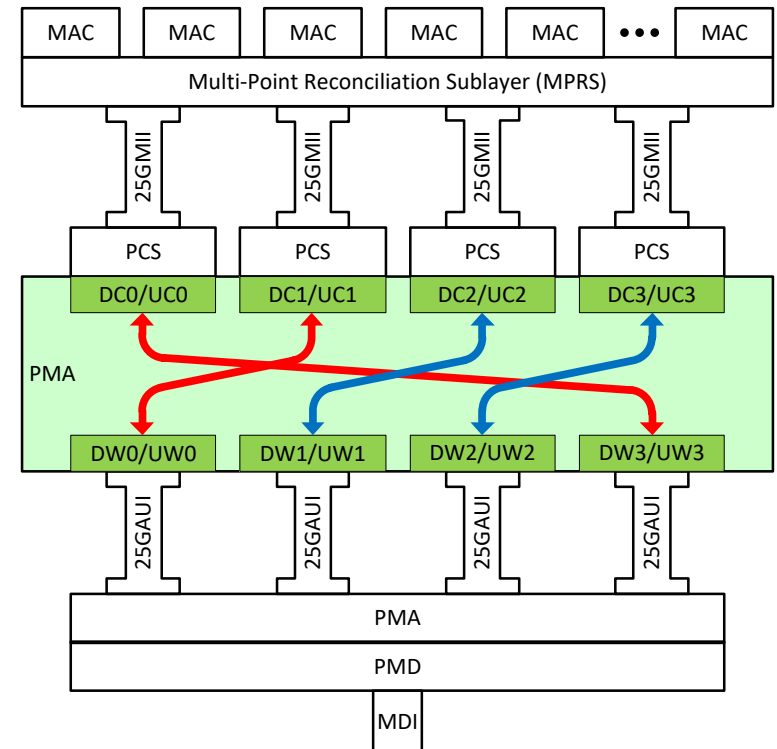 MAC MAC MAC MAC MAC ••• MAC
Multi-Point Reconciliation Sublayer (MPRS)
25GMII 25GMII 25GMII 25GMII
PCS PCS PCS PCS
DC0/UC0 DC1/UC1 DC2/UC2 DC3/UC3
PMA
DW0/UW0 DW1/UW1 DW2/UW2 DW3/UW3
25GAUI 25GAUI 25GAUI 25GAUI
PMA
PMD
MDI